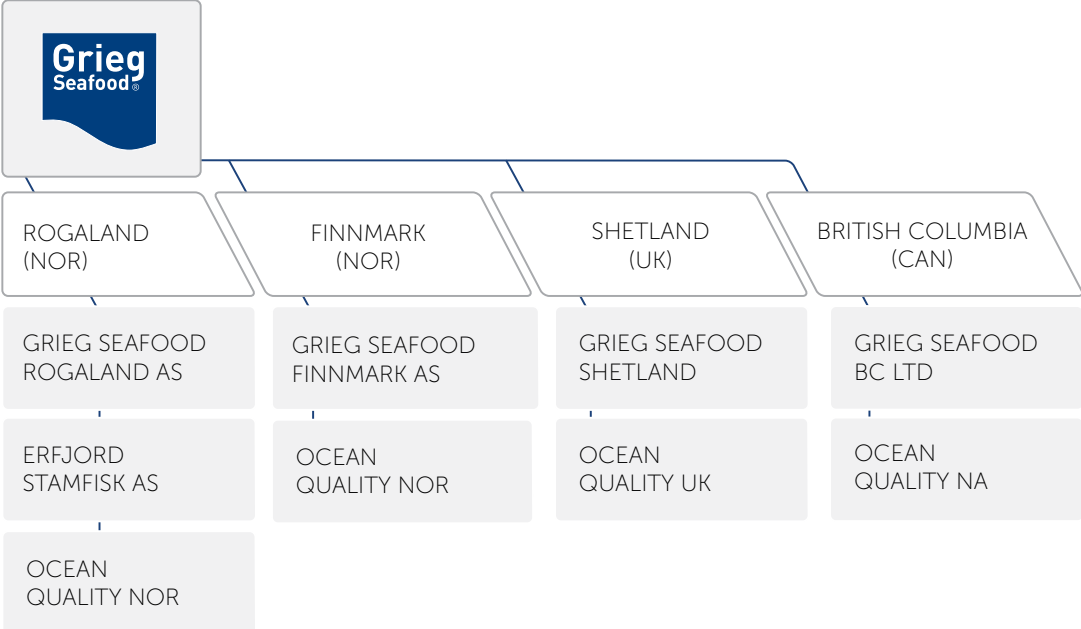 Grieg
Seafood®
ROGALAND
(NOR)
FINNMARK
(NOR)
SHETLAND
(UK)
BRITISH COLUMBIA
(CAN)
GRIEG SEAFOOD
ROGALAND AS
GRIEG SEAFOOD
FINNMARK AS
GRIEG SEAFOOD
SHETLAND
GRIEG SEAFOOD
BC LTD
ERFJORD
STAMFISK AS
OCEAN
QUALITY NOR
OCEAN
QUALITY UK
OCEAN
QUALITY NA
OCEAN
QUALITY NOR